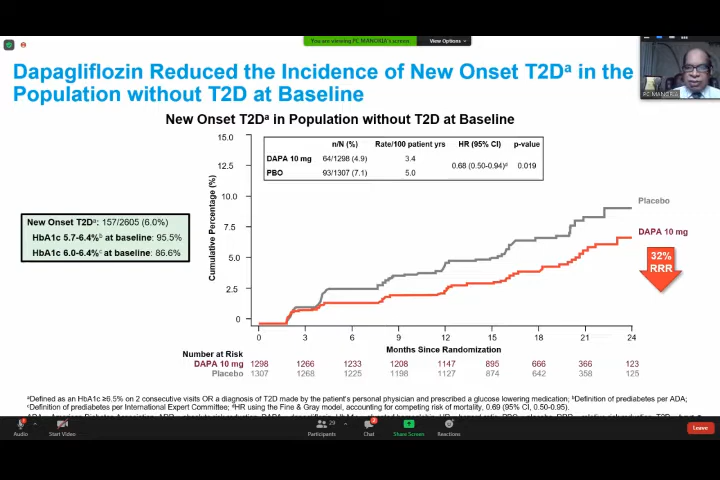 You are viewing PC MANORIA's screen
View Options
Dapagliflozin Reduced the Incidence of New Onset T2Dᵃ in the
Population without T2D at Baseline
PC MANORIA
New Onset T2Dᵃ in Population without T2D at Baseline
n/N (%) Rate/100 patient yrs HR (95% CI) p-value
DAPA 10 mg 64/1298 (4.9) 3.4
0.68 (0.50-0.94)ᵈ 0.019
PBO 93/1307 (7.1) 5.0
New Onset T2Dᵃ: 157/2605 (6.0%)
HbA1c 5.7-6.4%ᵇ at baseline: 95.5%
HbA1c 6.0-6.4%ᶜ at baseline: 86.6%
Cumulative Percentage (%)
15.0
12.5
10.0
7.5
5.0
2.5
0
Placebo
DAPA 10 mg
32%
RRR
0 3 6 9 12 15 18 21 24
Months Since Randomization
Number at Risk
DAPA 10 mg 1298 1266 1233 1208 1147 895 666 366 123
Placebo 1307 1268 1225 1198 1127 874 642 358 125
ᵃDefined as an HbA1c ≥6.5% on 2 consecutive visits OR a diagnosis of T2D made by the patient's personal physician and prescribed a glucose lowering medication; ᵇDefinition of prediabetes per ADA;
ᶜDefinition of prediabetes per International Expert Committee; ᵈHR using the Fine & Gray model, accounting for competing risk of mortality, 0.69 (95% CI, 0.50-0.95).
Audio
Start Video
Participants
29
Chat
Share Screen
Reactions
Leave